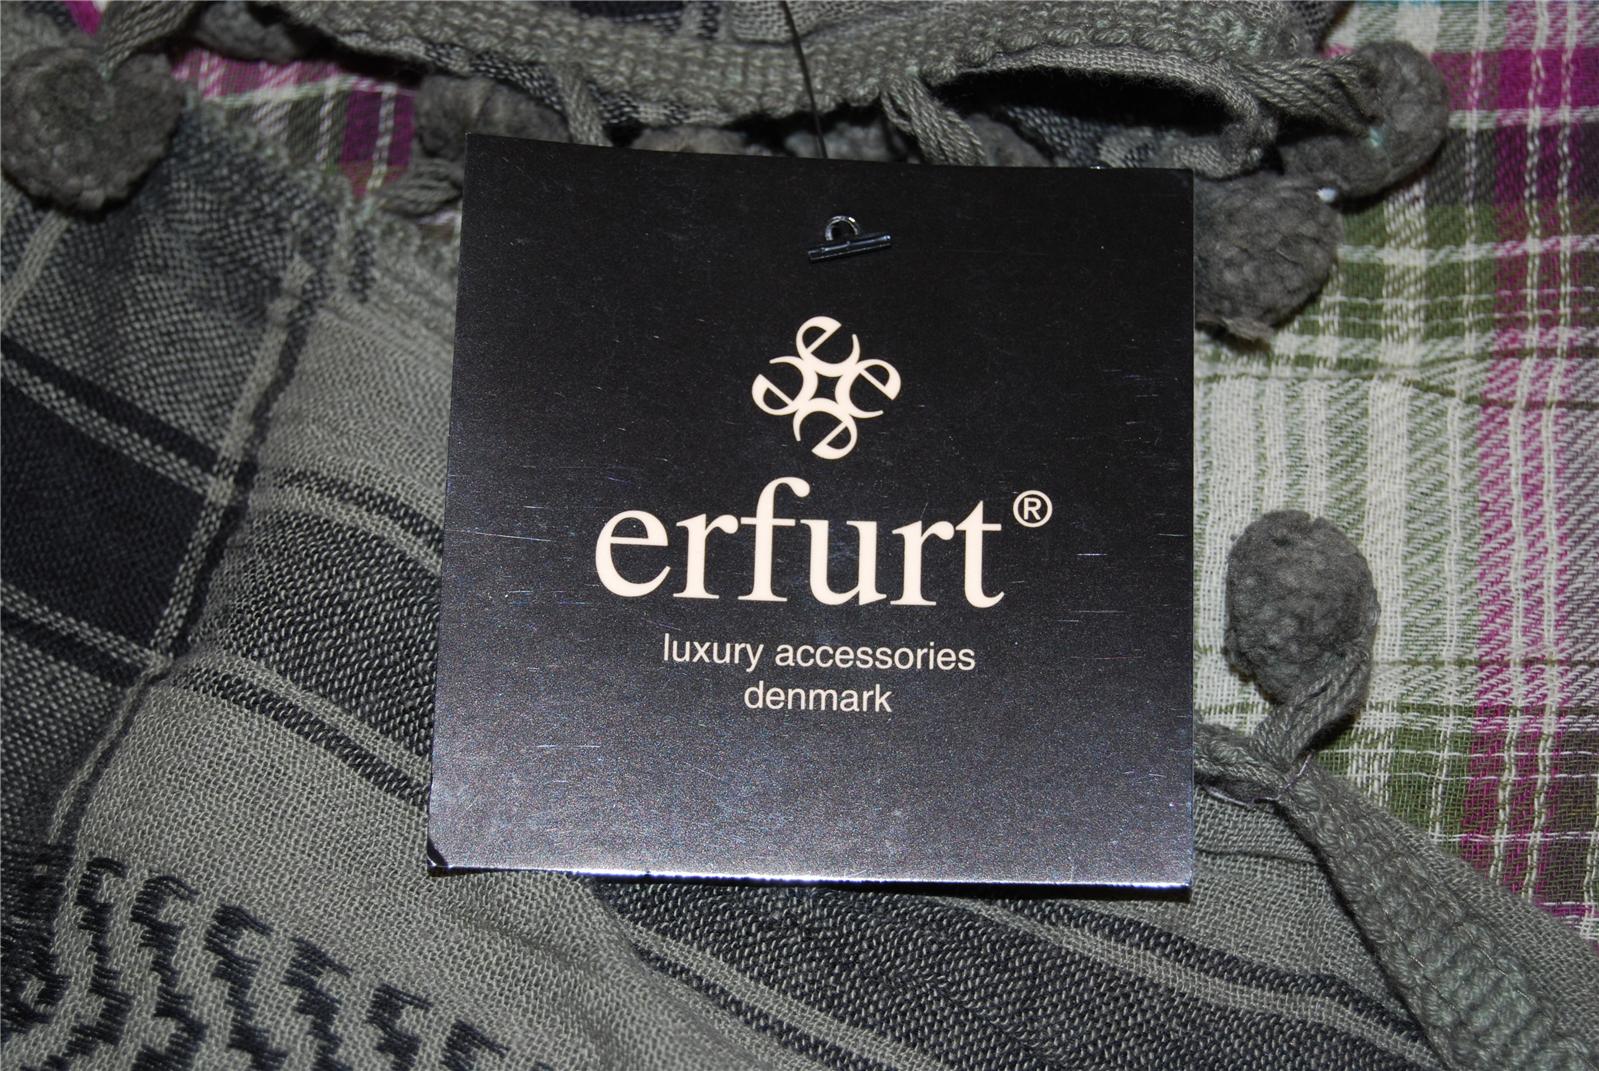 erfurt®
luxury accessories
denmark